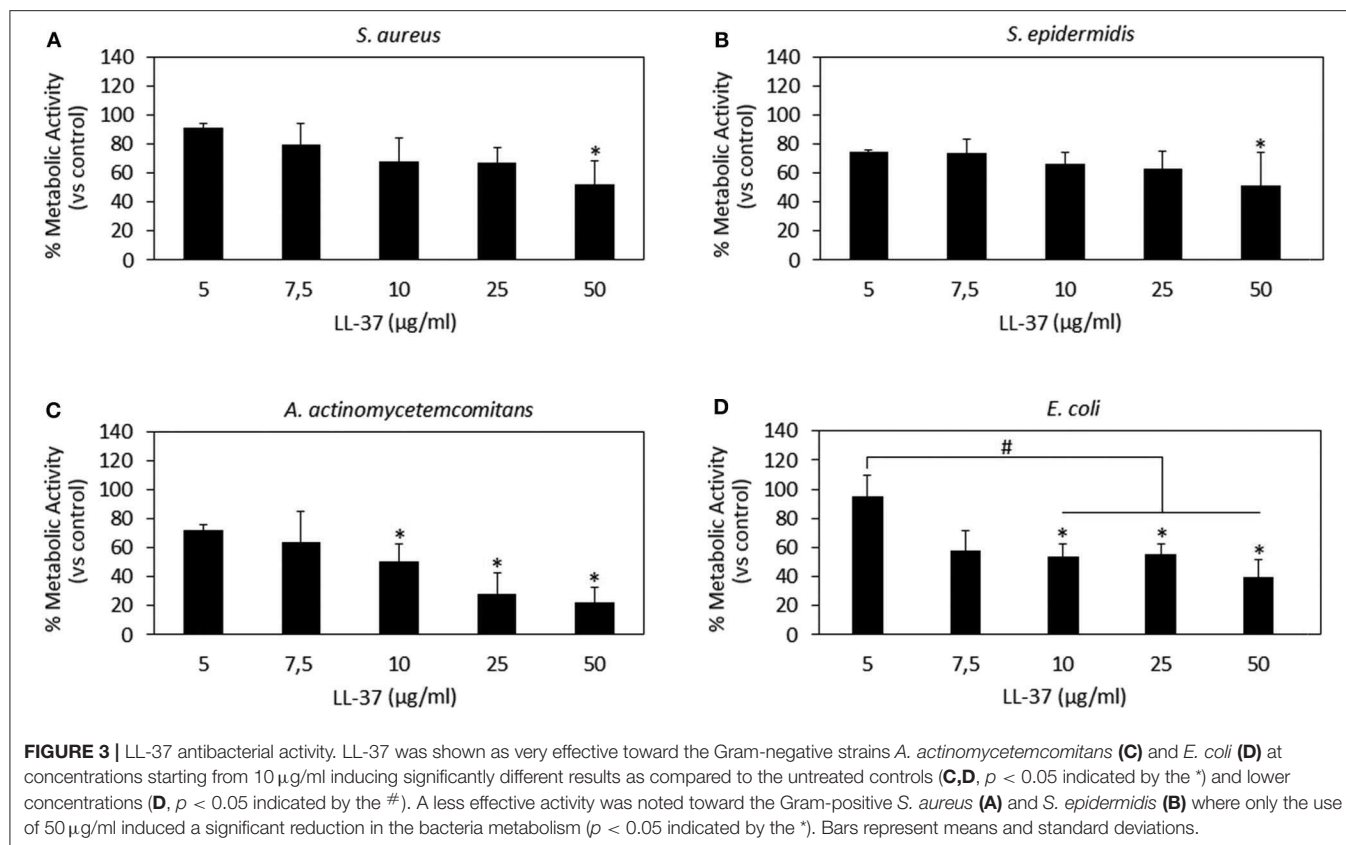 A
S. aureus
% Metabolic Activity
(vs control)
140
120
100
80
60
40
20
0
*
5 7,5 10 25 50
LL-37 (µg/ml)
B
S. epidermidis
% Metabolic Activity
(vs control)
140
120
100
80
60
40
20
0
*
5 7,5 10 25 50
LL-37 (µg/ml)
C
A. actinomycetemcomitans
% Metabolic Activity
(vs control)
140
120
100
80
60
40
20
0
* * *
5 7,5 10 25 50
LL-37 (µg/ml)
D
E. coli
% Metabolic Activity
(vs control)
140
120
100
80
60
40
20
0
#
* * *
5 7,5 10 25 50
LL-37 (µg/ml)
FIGURE 3 | LL-37 antibacterial activity. LL-37 was shown as very effective toward the Gram-negative strains A. actinomycetemcomitans (C) and E. coli (D) at
concentrations starting from 10 µg/ml inducing significantly different results as compared to the untreated controls (C,D, p < 0.05 indicated by the *) and lower
concentrations (D, p < 0.05 indicated by the #). A less effective activity was noted toward the Gram-positive S. aureus (A) and S. epidermidis (B) where only the use
of 50 µg/ml induced a significant reduction in the bacteria metabolism (p < 0.05 indicated by the *). Bars represent means and standard deviations.